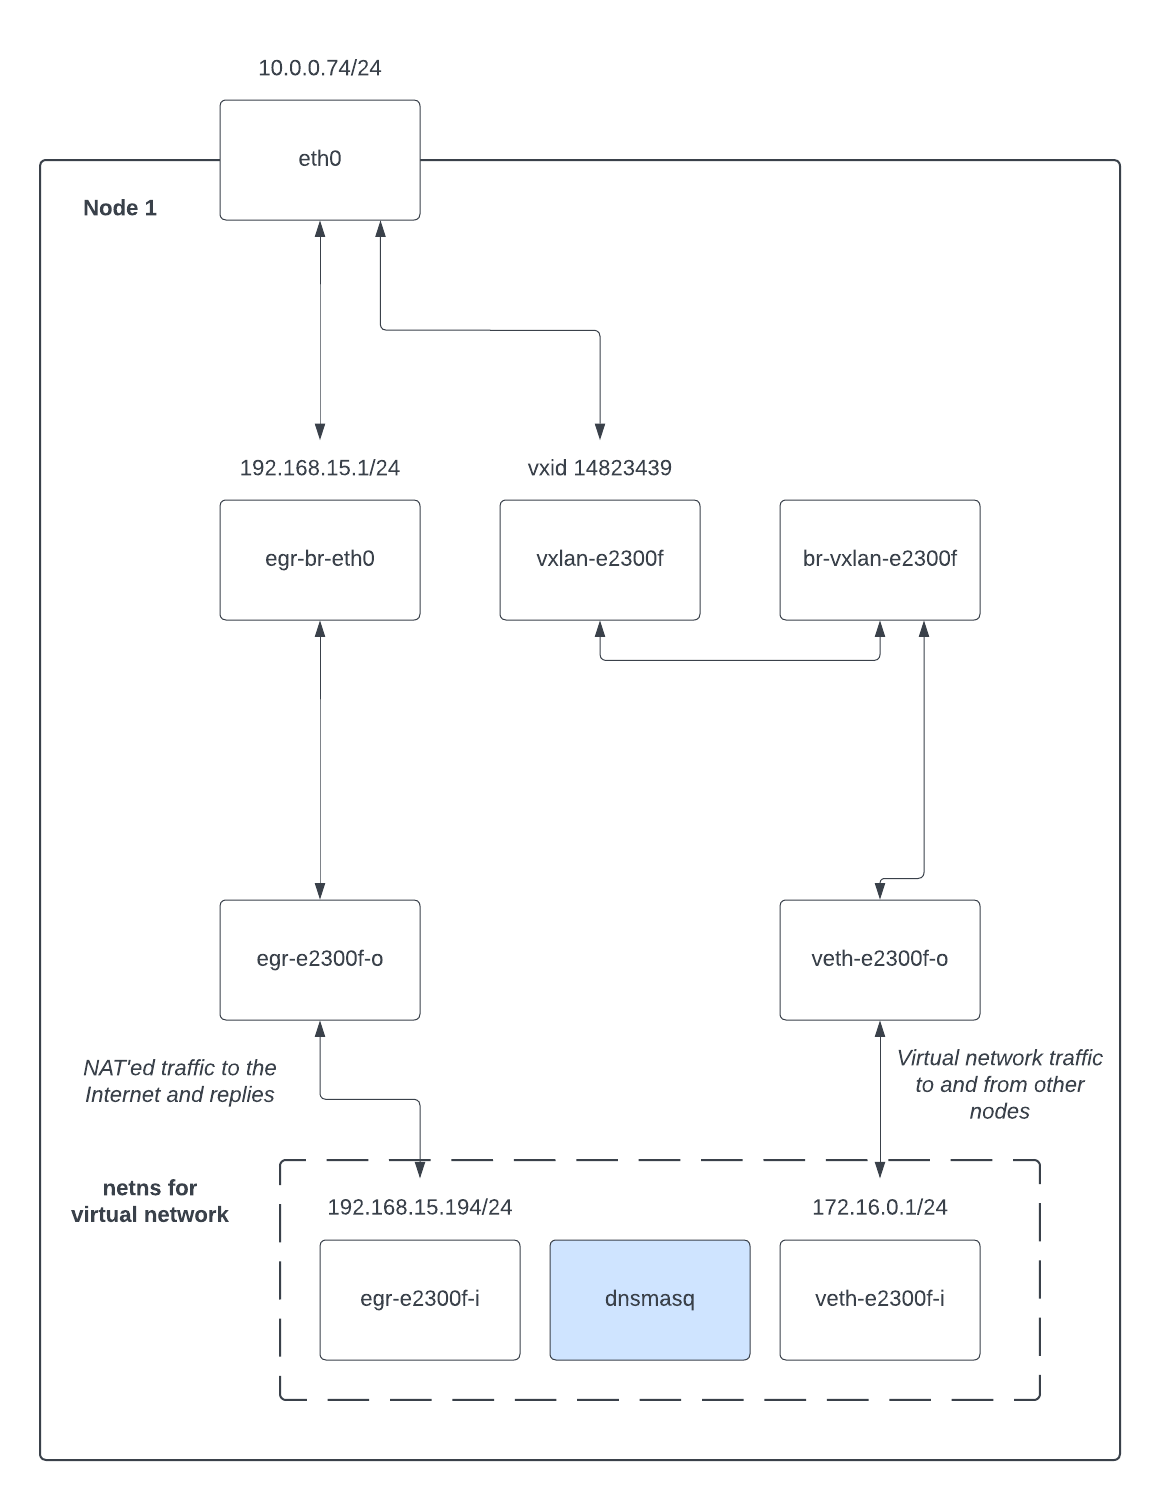 10.0.0.74/24
eth0
Node 1
192.168.15.1/24
vxid 14823439
egr-br-eth0
vxlan-e2300f
br-vxlan-e2300f
egr-e2300f-o
veth-e2300f-o
NAT'ed traffic to the
Internet and replies
Virtual network traffic
to and from other
nodes
netns for
virtual network
192.168.15.194/24
172.16.0.1/24
egr-e2300f-i
dnsmasq
veth-e2300f-i